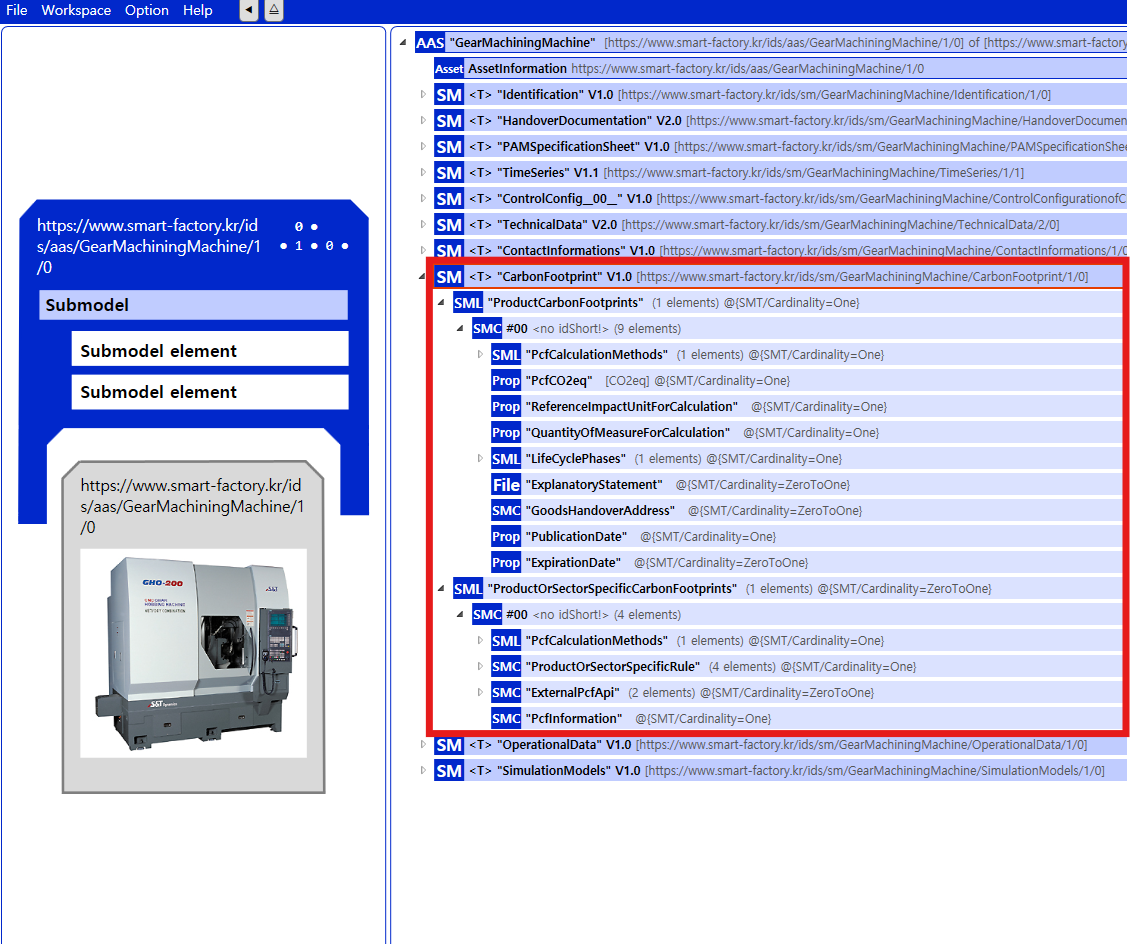 File Workspace Option Help
https://www.smart-factory.kr/id
s/aas/GearMachiningMachine/1
/0
0
1 0
Submodel
Submodel element
Submodel element
https://www.smart-factory.kr/id
s/aas/GearMachiningMachine/1
/0
GHO-200
AAS "GearMachiningMachine" [https://www.smart-factory.kr/ids/aas/GearMachiningMachine/1/0] of [https://www.smart-factory
Asset AssetInformation https://www.smart-factory.kr/ids/aas/GearMachiningMachine/1/0
SM <T> "Identification" V1.0 [https://www.smart-factory.kr/ids/sm/GearMachiningMachine/Identification/1/0]
SM <T> "HandoverDocumentation" V2.0 [https://www.smart-factory.kr/ids/sm/GearMachiningMachine/HandoverDocumen
SM <T> "PAMSpecificationSheet" V1.0 [https://www.smart-factory.kr/ids/sm/GearMachiningMachine/PAMSpecificationShe
SM <T> "TimeSeries" V1.1 [https://www.smart-factory.kr/ids/sm/GearMachiningMachine/TimeSeries/1/1]
SM <T> "ControlConfig__00__" V1.0 [https://www.smart-factory.kr/ids/sm/GearMachiningMachine/ControlConfigurationofC
SM <T> "TechnicalData" V2.0 [https://www.smart-factory.kr/ids/sm/GearMachiningMachine/TechnicalData/2/0]
SM <T> "ContactInformations" V1.0 [https://www.smart-factory.kr/ids/sm/GearMachiningMachine/ContactInformations/1/0
SM <T> "CarbonFootprint" V1.0 [https://www.smart-factory.kr/ids/sm/GearMachiningMachine/CarbonFootprint/1/0]
SML "ProductCarbonFootprints" (1 elements) @{SMT/Cardinality=One}
SMC #00 <no idShort!> (9 elements)
SML "PcfCalculationMethods" (1 elements) @{SMT/Cardinality=One}
Prop "PcfCO2eq" [CO2eq] @{SMT/Cardinality=One}
Prop "ReferenceImpactUnitForCalculation" @{SMT/Cardinality=One}
Prop "QuantityOfMeasureForCalculation" @{SMT/Cardinality=One}
SML "LifeCyclePhases" (1 elements) @{SMT/Cardinality=One}
File "ExplanatoryStatement" @{SMT/Cardinality=ZeroToOne}
SMC "GoodsHandoverAddress" @{SMT/Cardinality=ZeroToOne}
Prop "PublicationDate" @{SMT/Cardinality=One}
Prop "ExpirationDate" @{SMT/Cardinality=ZeroToOne}
SML "ProductOrSectorSpecificCarbonFootprints" (1 elements) @{SMT/Cardinality=ZeroToOne}
SMC #00 <no idShort!> (4 elements)
SML "PcfCalculationMethods" (1 elements) @{SMT/Cardinality=One}
SMC "ProductOrSectorSpecificRule" (4 elements) @{SMT/Cardinality=One}
SMC "ExternalPcfApi" (2 elements) @{SMT/Cardinality=ZeroToOne}
SMC "PcfInformation" @{SMT/Cardinality=One}
SM <T> "OperationalData" V1.0 [https://www.smart-factory.kr/ids/sm/GearMachiningMachine/OperationalData/1/0]
SM <T> "SimulationModels" V1.0 [https://www.smart-factory.kr/ids/sm/GearMachiningMachine/SimulationModels/1/0]